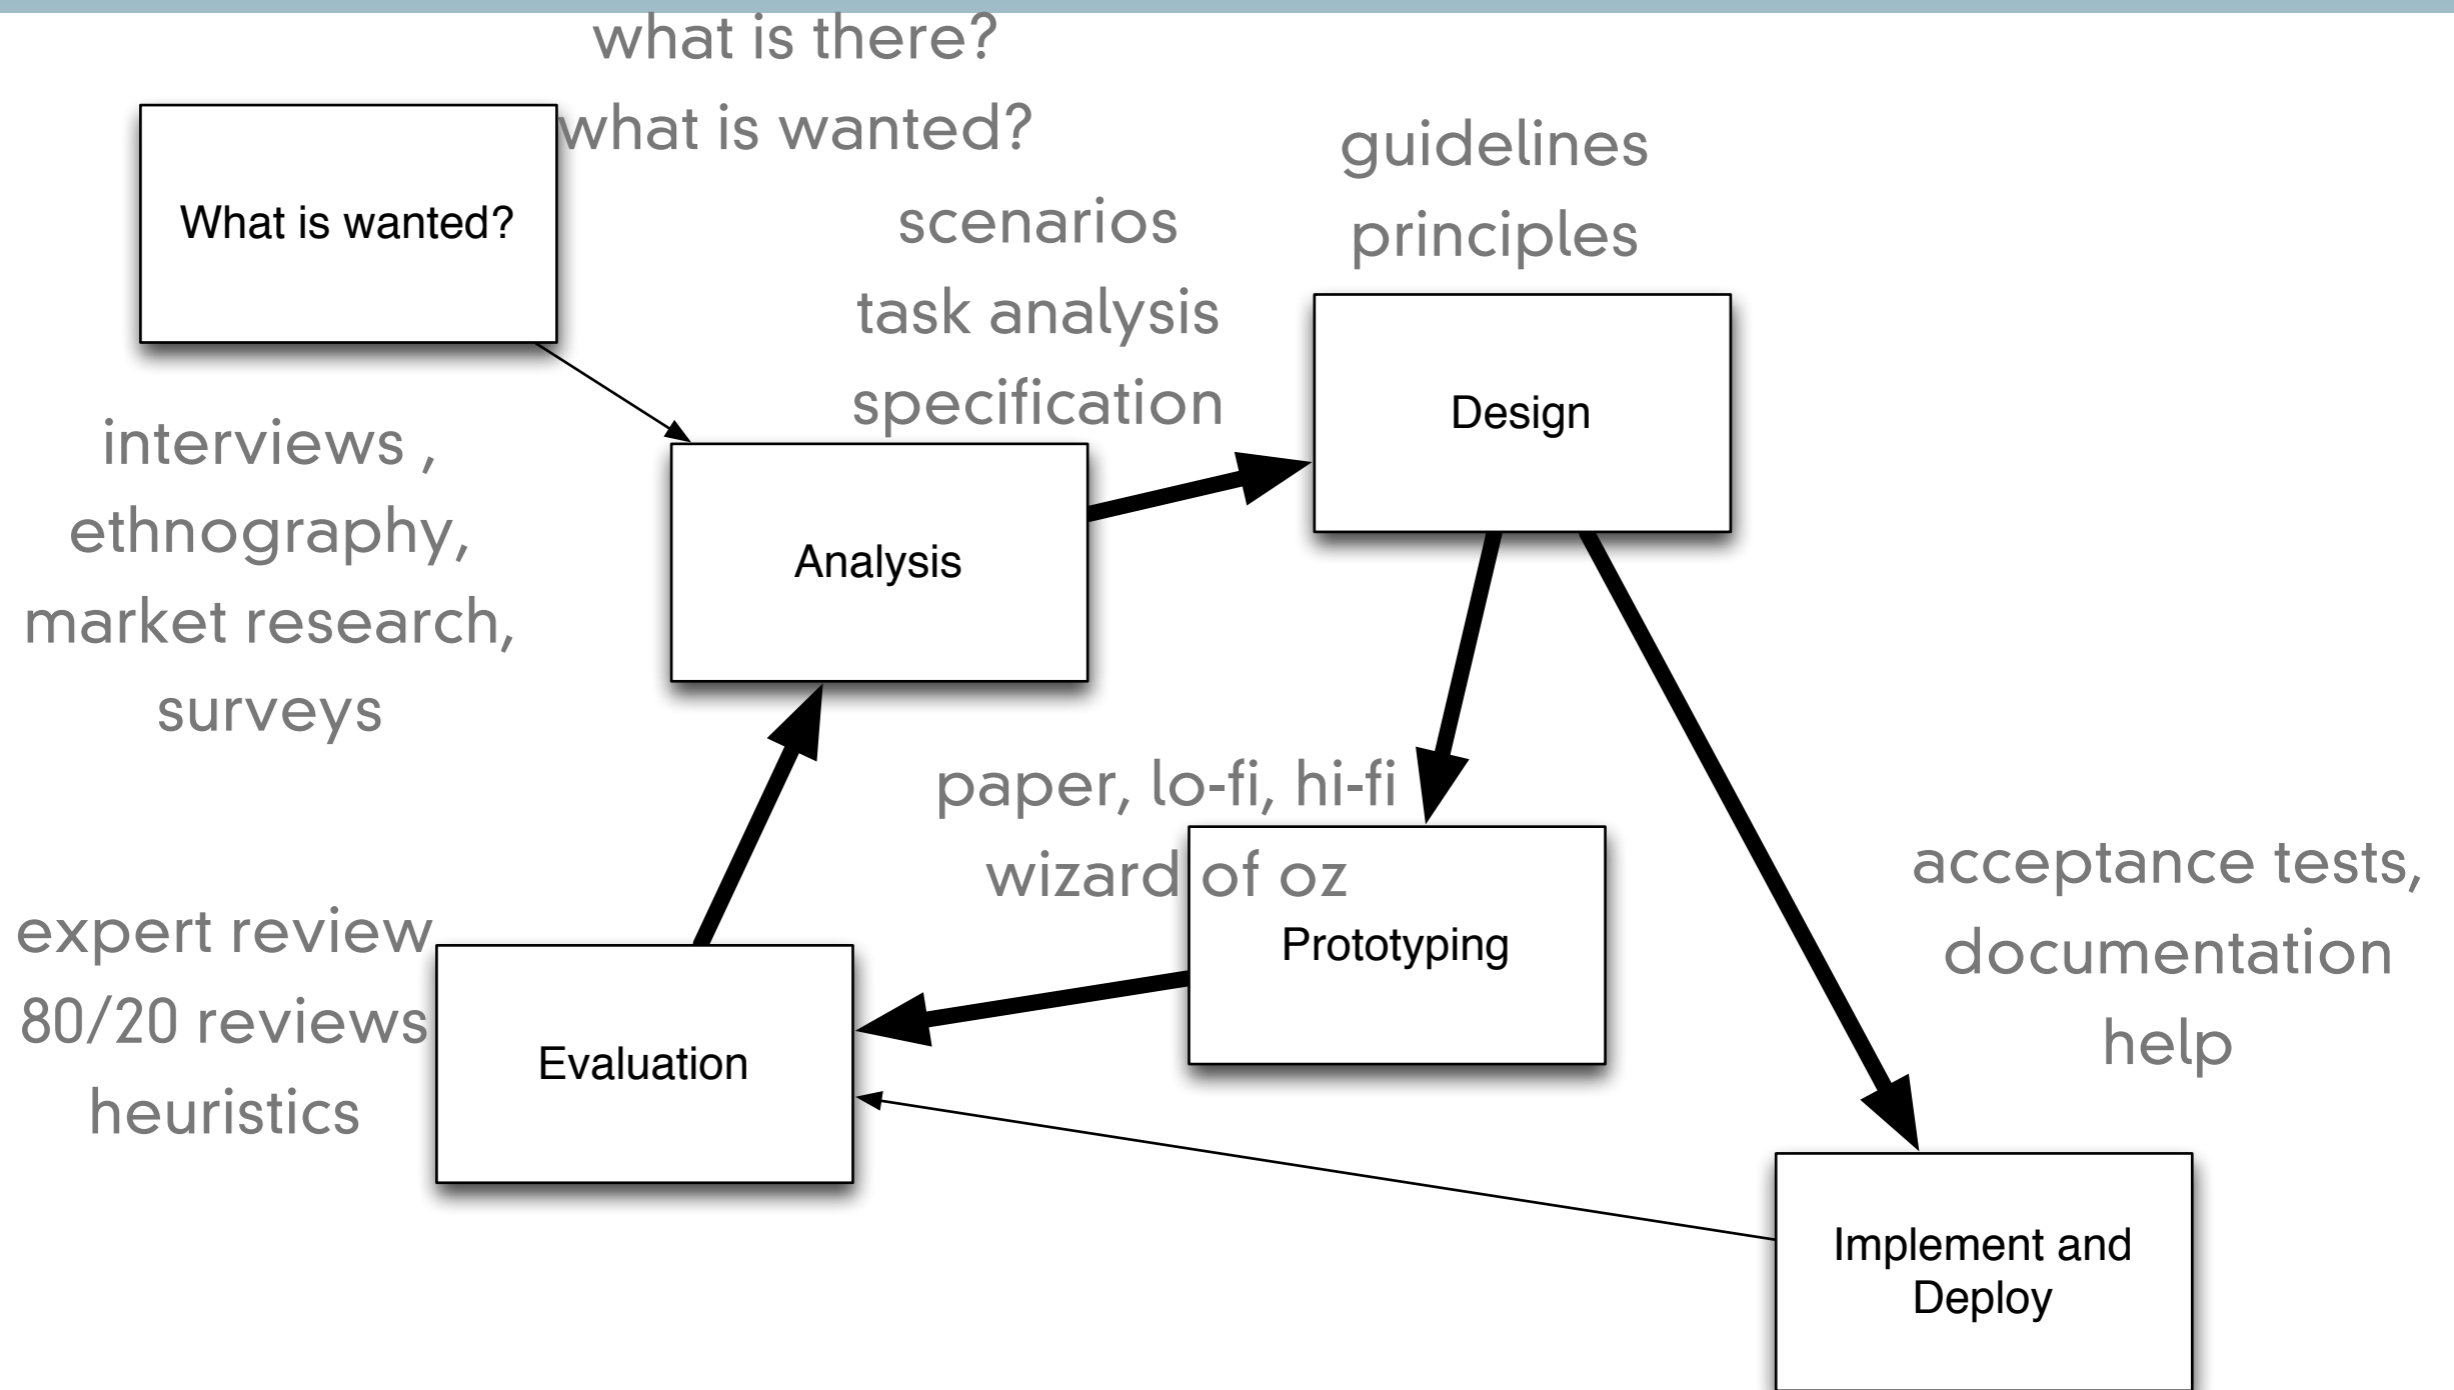 what is there?
what is wanted?
What is wanted?
guidelines
principles
scenarios
task analysis
specification
Design
interviews ,
ethnography,
market research,
surveys
Analysis
paper, lo-fi, hi-fi
wizard of oz
Prototyping
acceptance tests,
documentation
help
expert review
80/20 reviews
heuristics
Evaluation
Implement and
Deploy